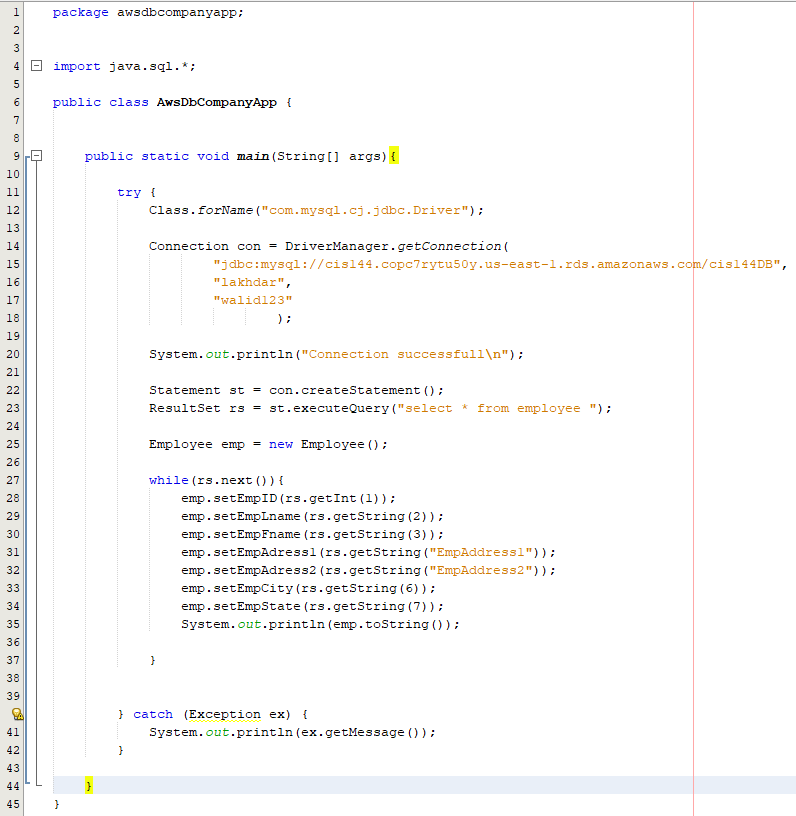 1 package awsdbcompanyapp;
2
3
4 import java.sql.*;
5
6 public class AwsDbCompanyApp {
7
8
9 public static void main(String[] args){
10
11 try {
12 Class.forName("com.mysql.cj.jdbc.Driver");
13
14 Connection con = DriverManager.getConnection(
15 "jdbc:mysql://cis144.copc7rytu50y.us-east-1.rds.amazonaws.com/cis144DB",
16 "lakhdar",
17 "walid123"
18 );
19
20 System.out.println("Connection successfull\n");
21
22 Statement st = con.createStatement();
23 ResultSet rs = st.executeQuery("select * from employee ");
24
25 Employee emp = new Employee();
26
27 while(rs.next()){
28 emp.setEmpID(rs.getInt(1));
29 emp.setEmpLname(rs.getString(2));
30 emp.setEmpFname(rs.getString(3));
31 emp.setEmpAdress1(rs.getString("EmpAddress1"));
32 emp.setEmpAdress2(rs.getString("EmpAddress2"));
33 emp.setEmpCity(rs.getString(6));
34 emp.setEmpState(rs.getString(7));
35 System.out.println(emp.toString());
36
37 }
38
39
} catch (Exception ex) {
41 System.out.println(ex.getMessage());
42 }
43
44 }
45 }